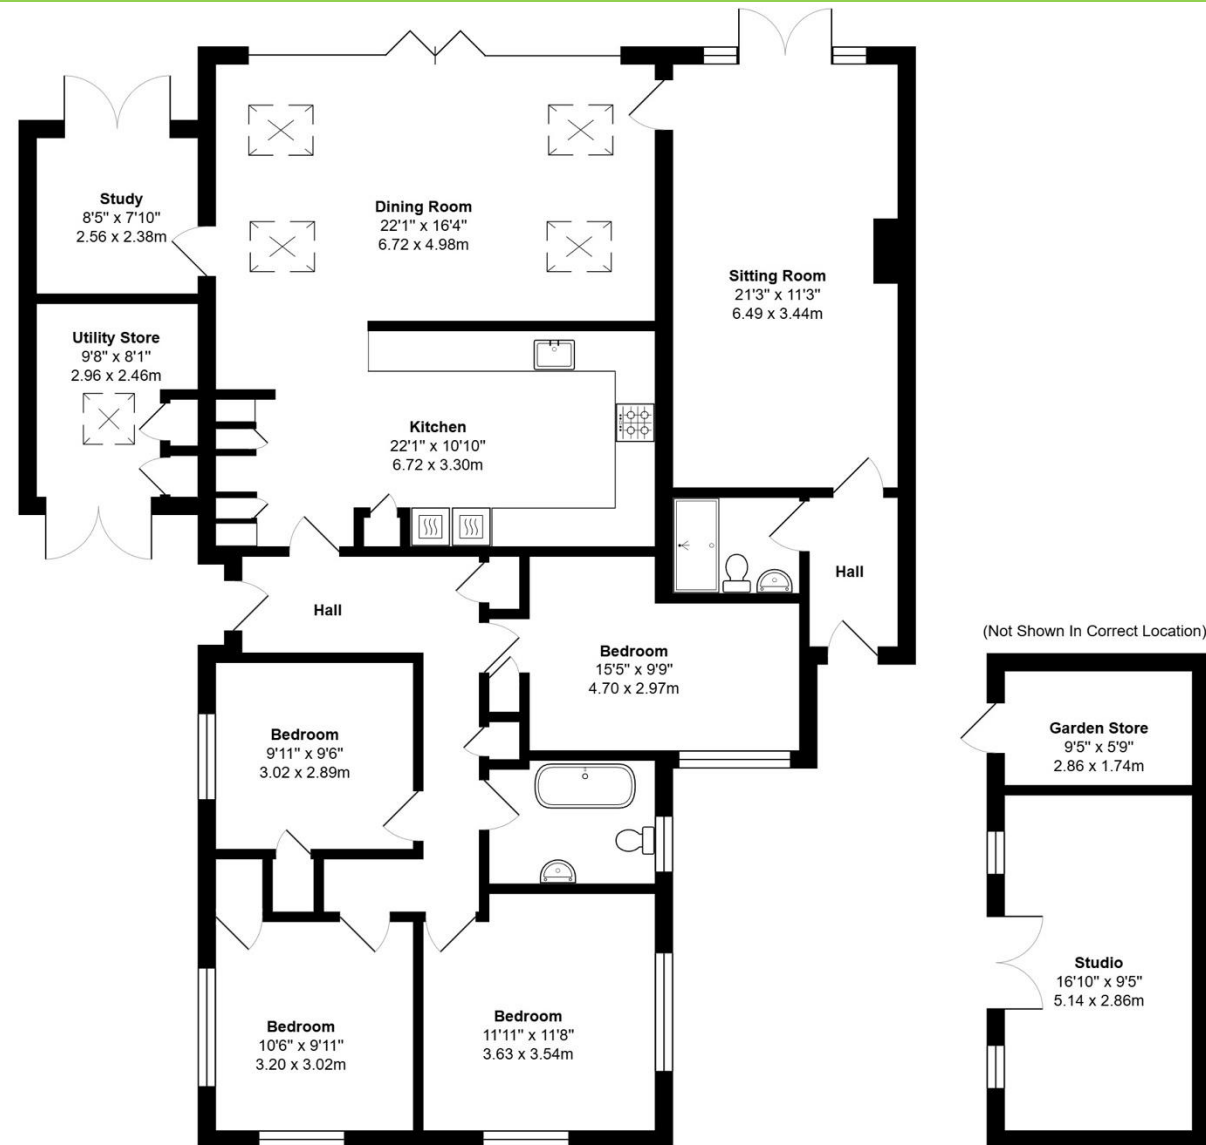 Study
8'5" x 7'10"
2.56 x 2.38m
Dining Room
22'1" x 16'4"
6.72 x 4.98m
Sitting Room
21'3" x 11'3"
6.49 x 3.44m
Utility Store
9'8" x 8'1"
2.96 x 2.46m
Kitchen
22'1" x 10'10"
6.72 x 3.30m
Hall
Hall
(Not Shown In Correct Location)
Bedroom
15'5" x 9'9"
4.70 x 2.97m
Bedroom
9'11" x 9'6"
3.02 x 2.89m
Garden Store
9'5" x 5'9"
2.86 x 1.74m
Studio
16'10" x 9'5"
5.14 x 2.86m
Bedroom
10'6" x 9'11"
3.20 x 3.02m
Bedroom
11'11" x 11'8"
3.63 x 3.54m